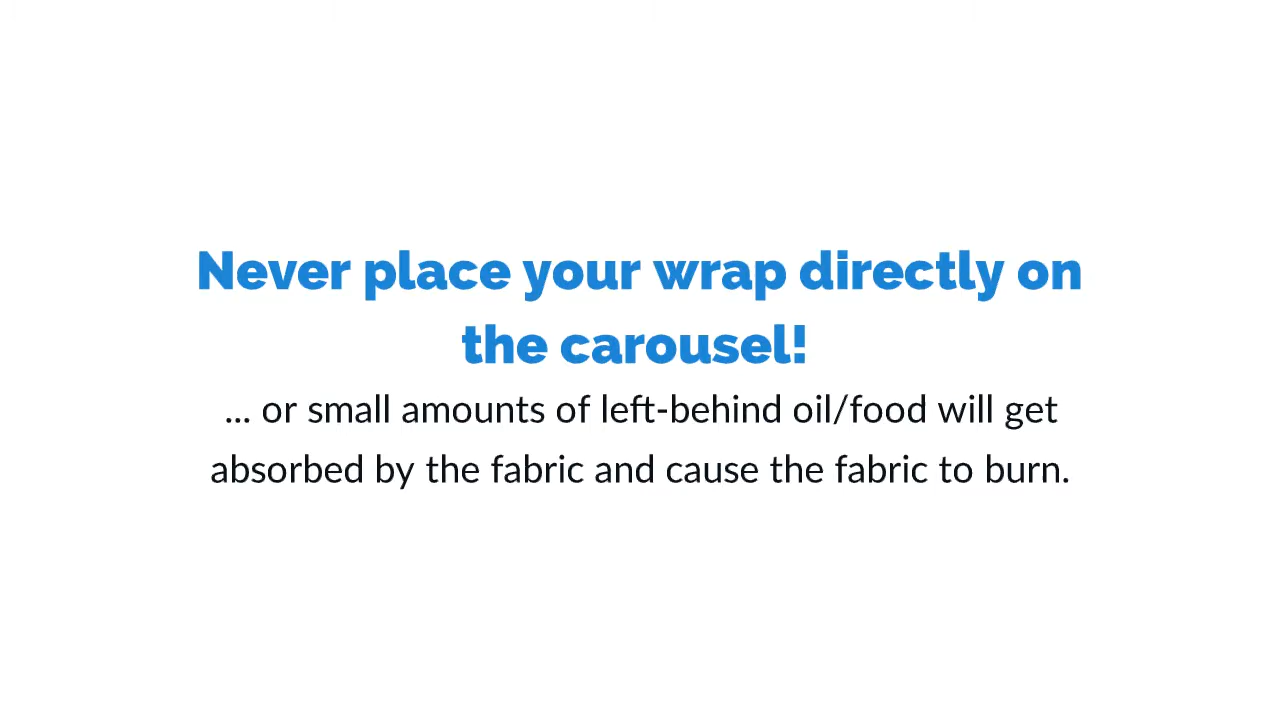 Never place your wrap directly on
the carousel!
... or small amounts of left-behind oil/food will get
absorbed by the fabric and cause the fabric to burn.